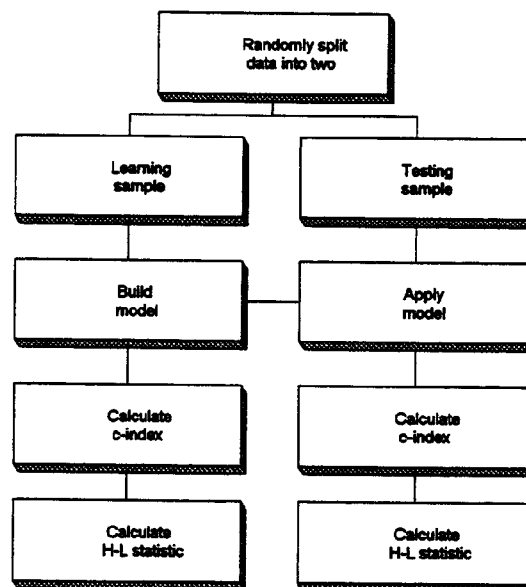 Randomly split
data into two
Learning
sample
Testing
sample
Build
model
Apply
model
Calculate
c-index
Calculate
c-index
Calculate
H-L statistic
Calculate
H-L statistic